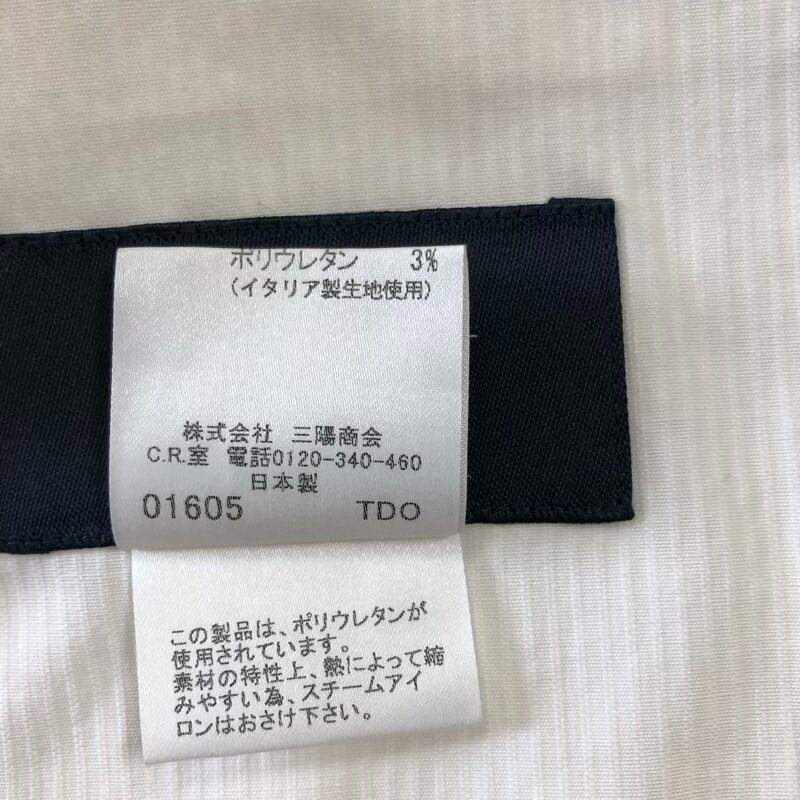 ポリウレタン 3%
(イタリア製生地使用)
株式会社 三陽商会
C.R.室 電話0120-340-460
日本製
01605 TDO
この製品は、ポリウレタンが
使用されています。
素材の特性上、熱によって縮
みやすい為、スチームアイ
ロンはおさけ下さい。